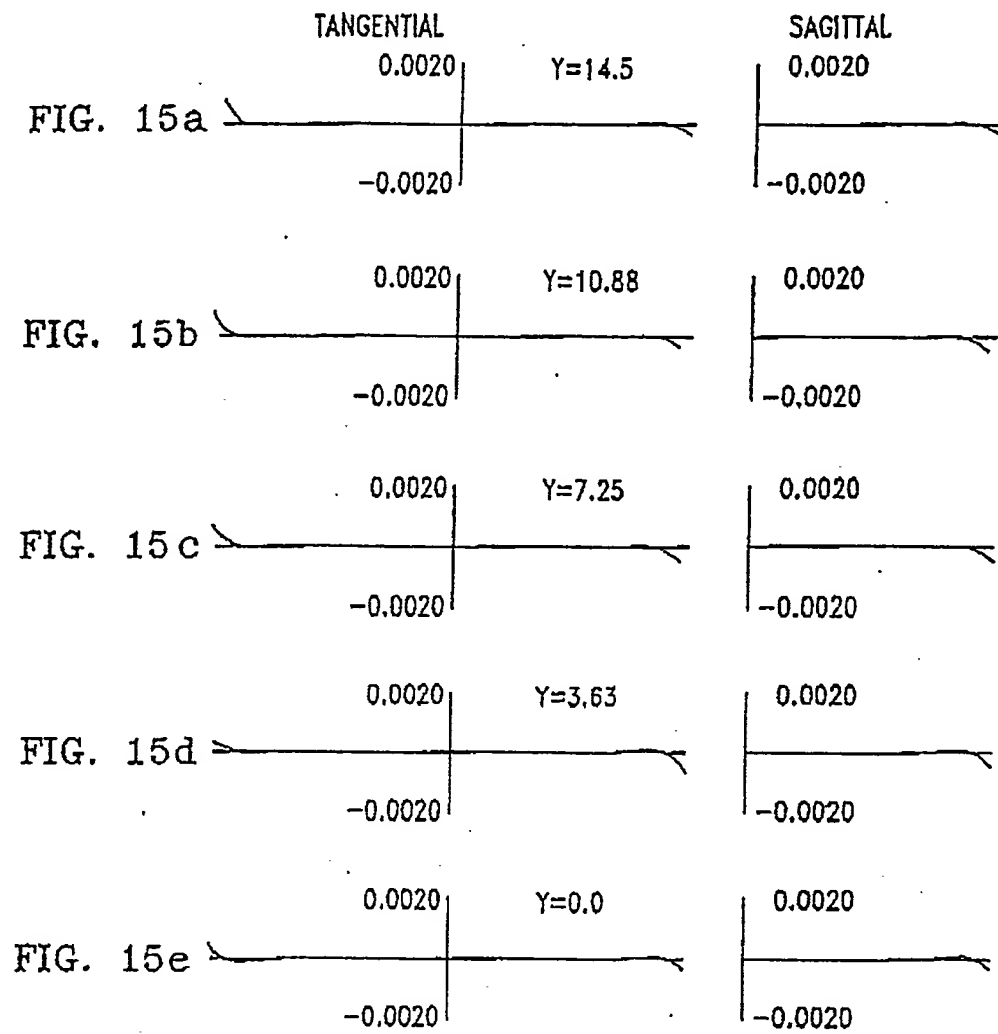 TANGENTIAL SAGITTAL
0.0020 Y=14.5 0.0020
FIG. 15a
-0.0020 -0.0020
0.0020 Y=10.88 0.0020
FIG. 15b
-0.0020 -0.0020
0.0020 Y=7.25 0.0020
FIG. 15c
-0.0020 -0.0020
0.0020 Y=3.63 0.0020
FIG. 15d
-0.0020 -0.0020
0.0020 Y=0.0 0.0020
FIG. 15e
-0.0020 -0.0020